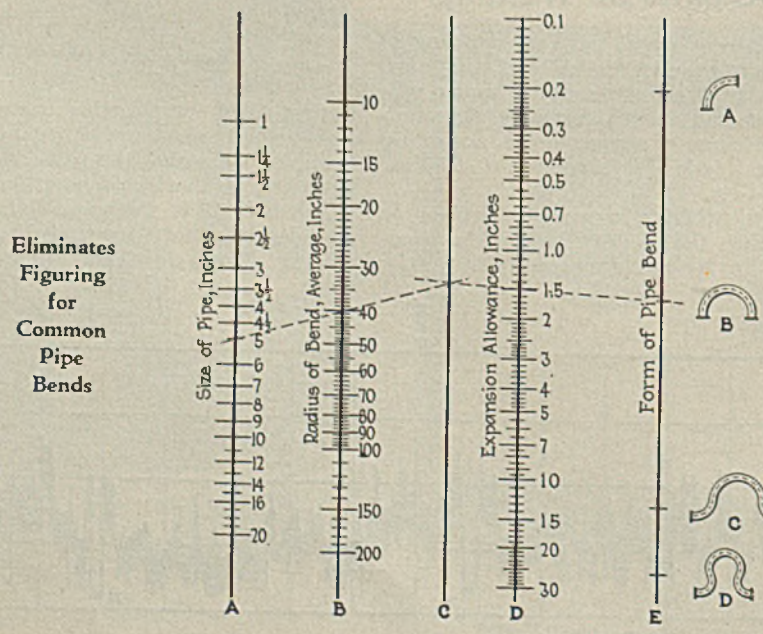 Eliminates
Figuring
for
Common
Pipe
Bends
Size of Pipe, Inches
1
1¼
1½
2
2½
3
3½
4
4½
5
6
7
8
9
10
12
14
16
20
A
Radius of Bend, Average, Inches
10
15
20
30
40
50
60
70
80
90
100
150
200
B
C
Expansion Allowance, Inches
0.1
0.2
0.3
0.4
0.5
0.7
1.0
1.5
2
3
4
5
7
10
15
20
30
D
Form of Pipe Bend
E
A
B
C
D